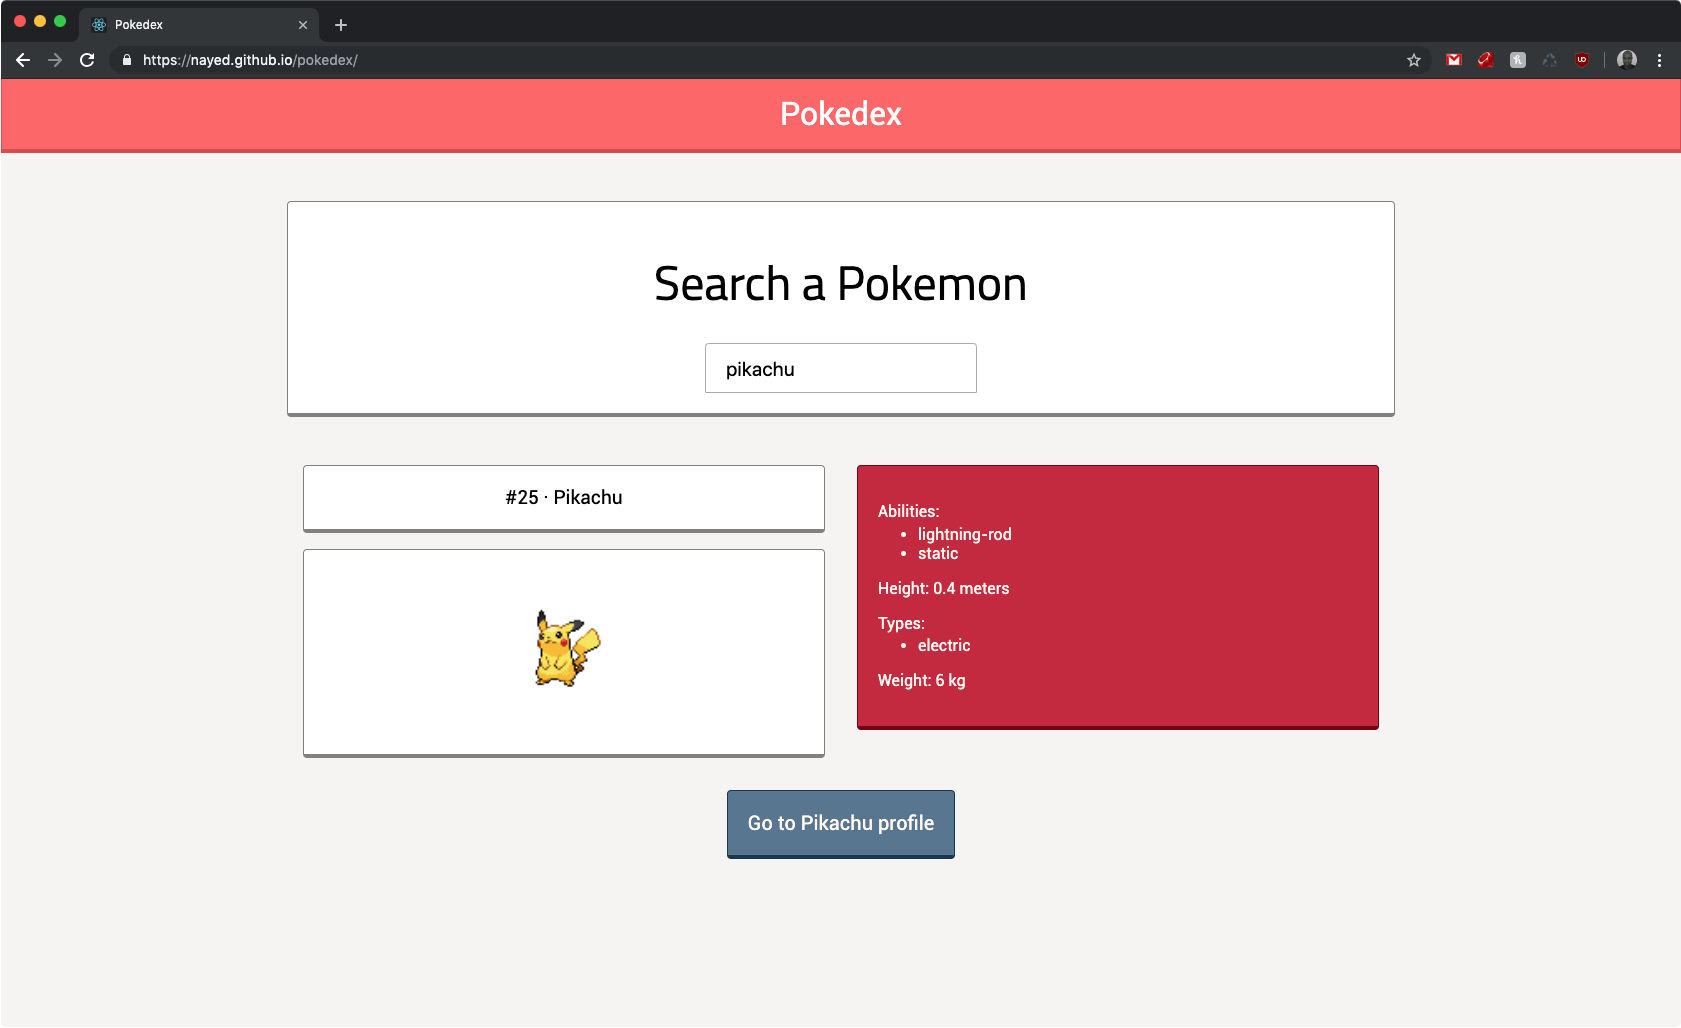 Pokedex
https://nayed.github.io/pokedex/
Pokedex
Search a Pokemon
pikachu
#25 · Pikachu
Abilities:
• lightning-rod
• static
Height: 0.4 meters
Types:
• electric
Weight: 6 kg
Go to Pikachu profile